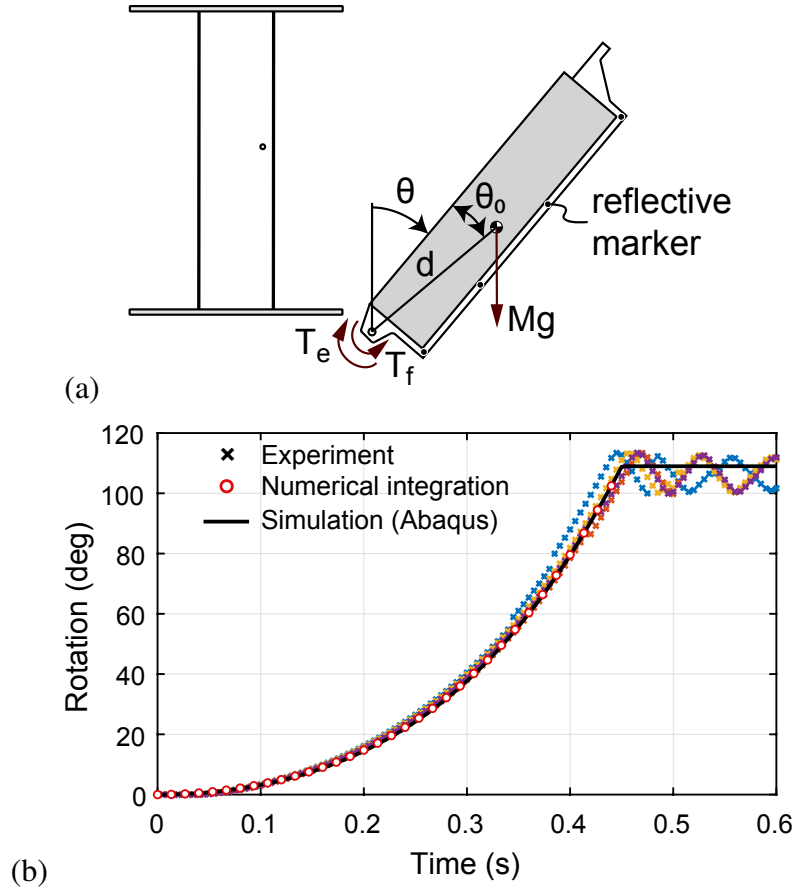 θ
θₒ
reflective
marker
d
Mg
Tₑ
T_f
(a)
120
100
80
60
40
20
0
Rotation (deg)
Experiment
Numerical integration
Simulation (Abaqus)
0 0.1 0.2 0.3 0.4 0.5 0.6
Time (s)
(b)